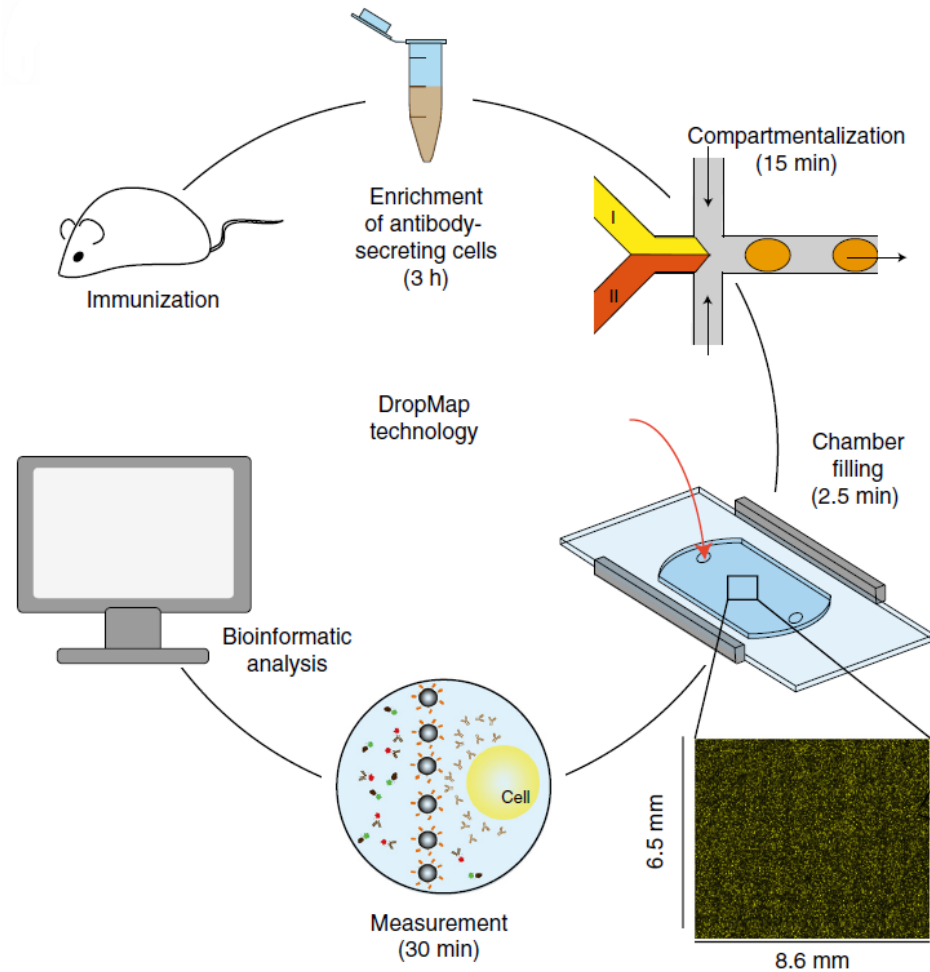 Enrichment
of antibody-
secreting cells
(3 h)
Compartmentalization
(15 min)
I
II
Immunization
DropMap
technology
Chamber
filling
(2.5 min)
Bioinformatic
analysis
Cell
Measurement
(30 min)
6.5 mm
8.6 mm